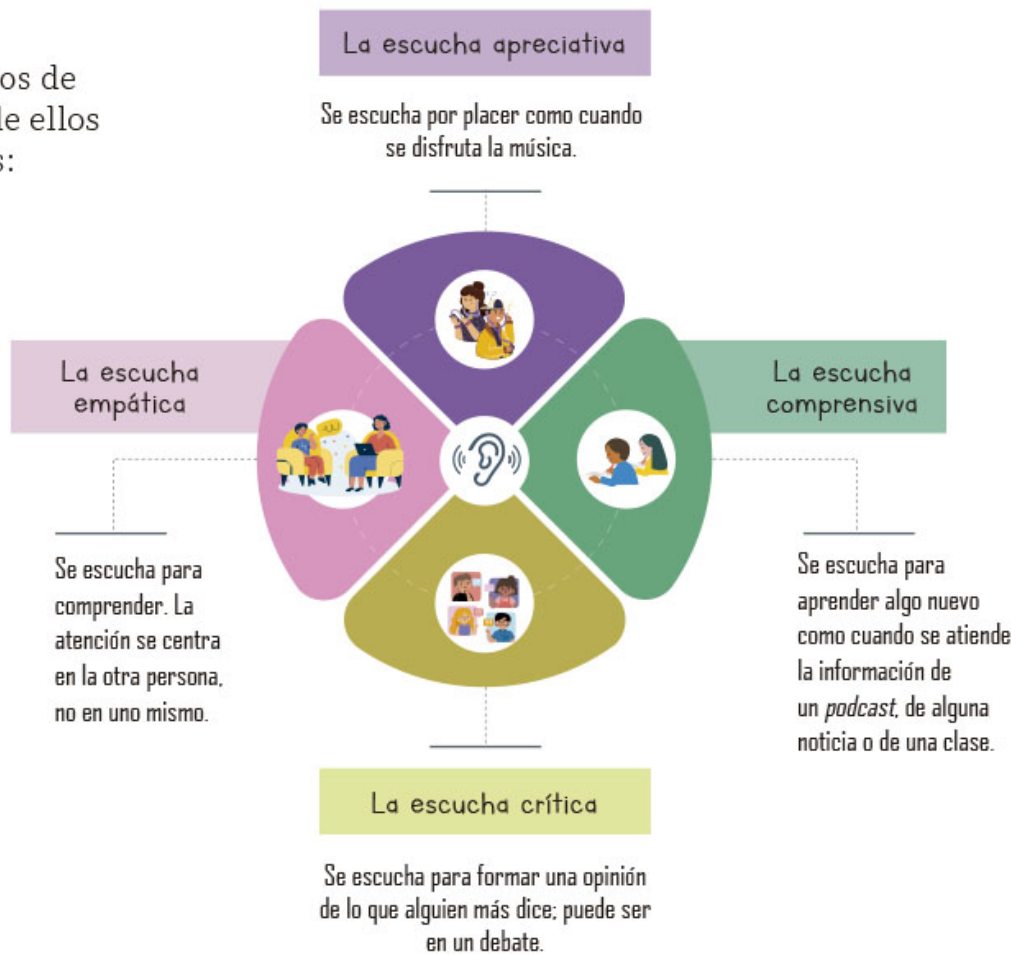 os de
de ellos
s:
La escucha apreciativa
Se escucha por placer como cuando
se disfruta la música.
La escucha
empática
Se escucha para
comprender. La
atención se centra
en la otra persona,
no en uno mismo.
La escucha
comprensiva
Se escucha para
aprender algo nuevo
como cuando se atiende
la información de
un podcast, de alguna
noticia o de una clase.
La escucha crítica
Se escucha para formar una opinión
de lo que alguien más dice; puede ser
en un debate.